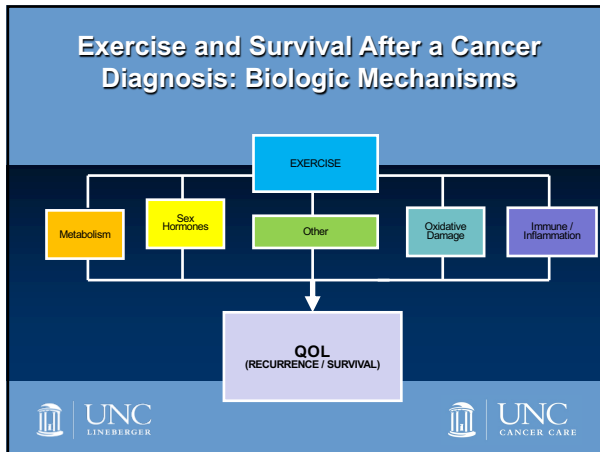 Exercise and Survival After a Cancer
Diagnosis: Biologic Mechanisms
EXERCISE
Metabolism
Sex
Hormones
Other
Oxidative
Damage
Immune /
Inflammation
QOL
(RECURRENCE / SURVIVAL)
UNC
LINEBERGER
UNC
CANCER CARE